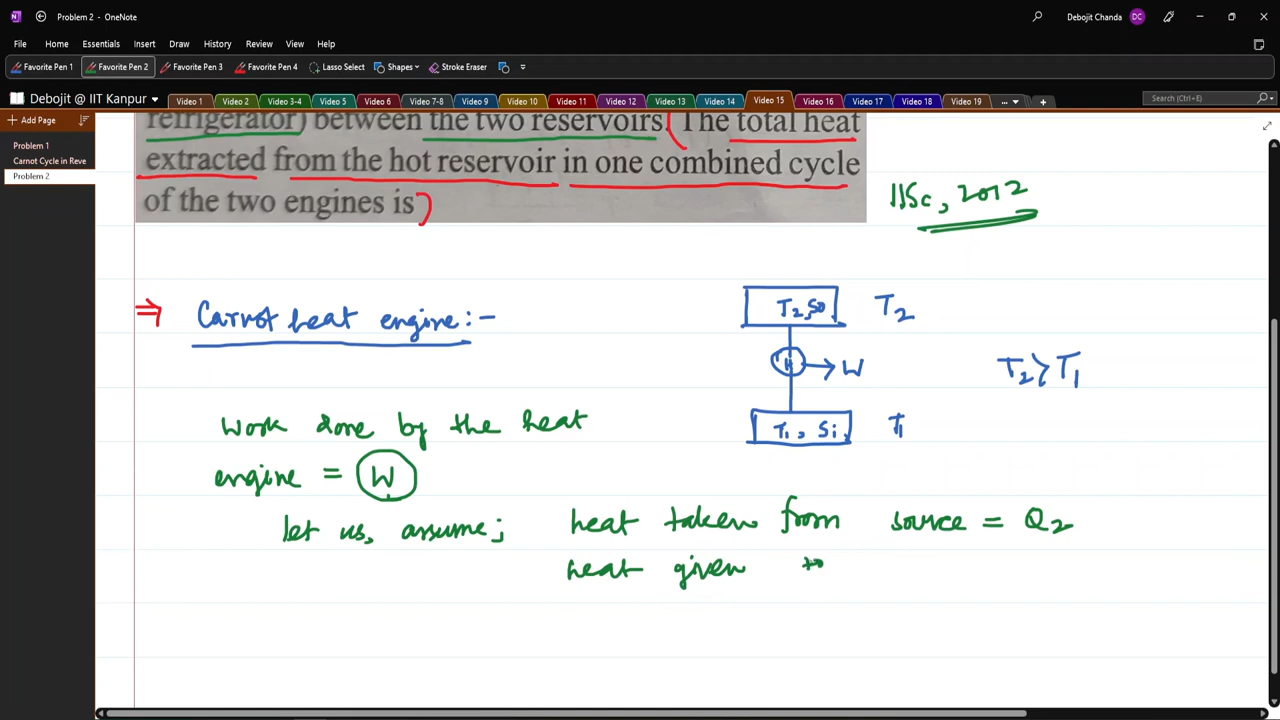 Problem 2 - OneNote
Debojit Chanda DC
File Home Essentials Insert Draw History Review View Help
Favorite Pen 1 Favorite Pen 2 Favorite Pen 3 Favorite Pen 4 Lasso Select Shapes Stroke Eraser
Debojit @ IIT Kanpur Video 1 Video 2 Video 3-4 Video 5 Video 6 Video 7-8 Video 9 Video 10 Video 11 Video 12 Video 13 Video 14 Video 15 Video 16 Video 17 Video 18 Video 19 ... Search (Ctrl+E)
Add Page
Problem 1
Carnot Cycle in Reve
Problem 2
refrigerator) between the two reservoirs. (The total heat
extracted from the hot reservoir in one combined cycle
of the two engines is)
IISc, 2012
⇒ Carnot heat engine:-
T2, So T2
H → W
T2 > T1
T1, Si T1
Work done by the heat
engine = W
let us, assume; heat taken from source = Q2
heat given to